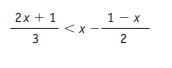 (2x + 1)/3 < x - (1 - x)/2